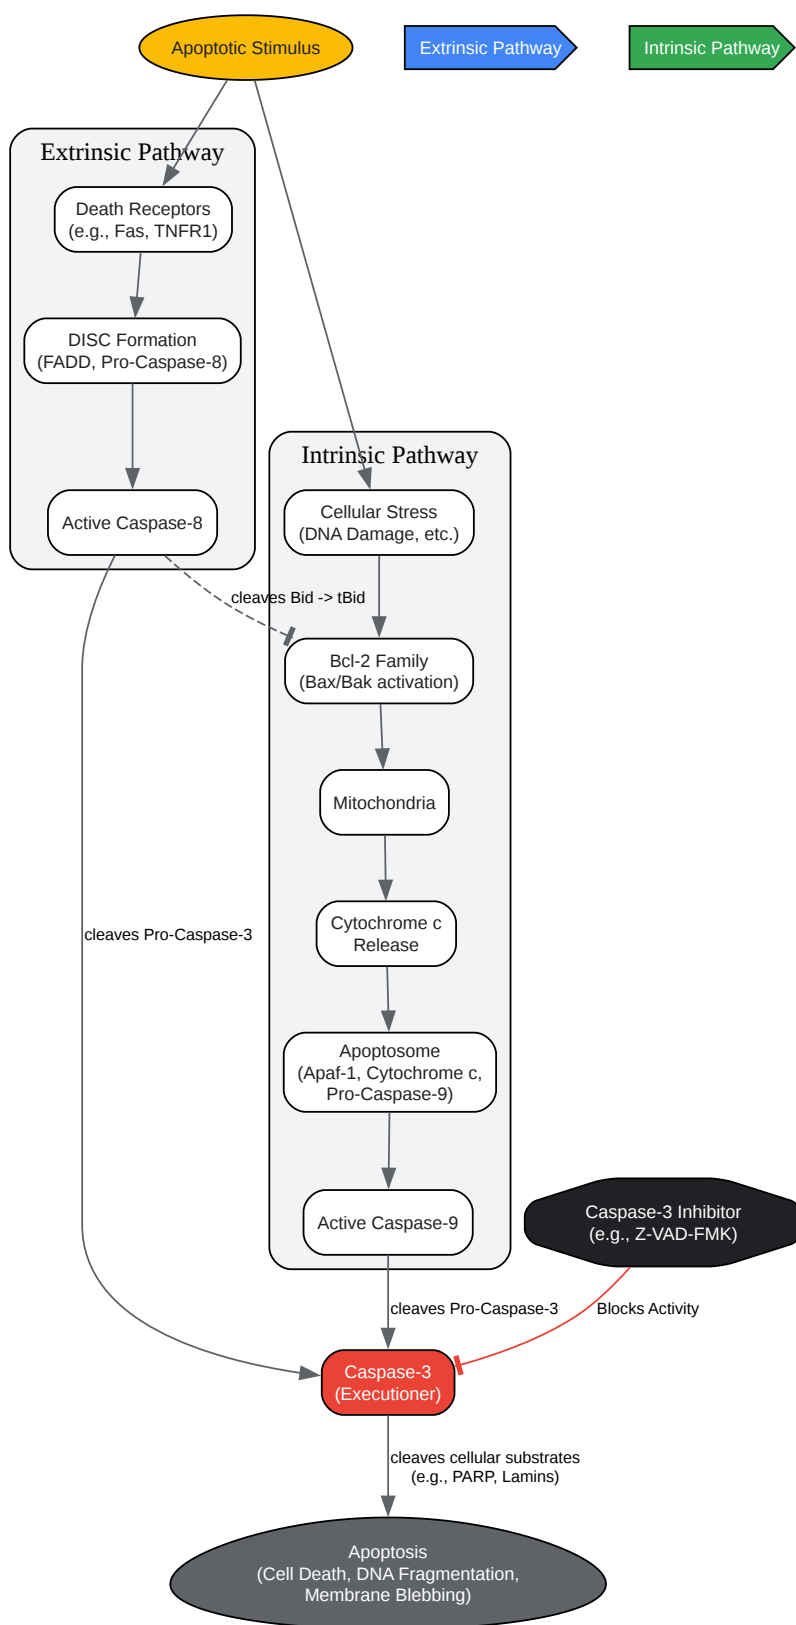 Apoptotic Stimulus
Extrinsic Pathway
Intrinsic Pathway
Extrinsic Pathway
Death Receptors
(e.g., Fas, TNFR1)
DISC Formation
(FADD, Pro-Caspase-8)
Active Caspase-8
Intrinsic Pathway
Cellular Stress
(DNA Damage, etc.)
cleaves Bid -> tBid
Bcl-2 Family
(Bax/Bak activation)
Mitochondria
cleaves Pro-Caspase-3
Cytochrome c
Release
Apoptosome
(Apaf-1, Cytochrome c,
Pro-Caspase-9)
Active Caspase-9
Caspase-3 Inhibitor
(e.g., Z-VAD-FMK)
cleaves Pro-Caspase-3
Blocks Activity
Caspase-3
(Executioner)
cleaves cellular substrates
(e.g., PARP, Lamins)
Apoptosis
(Cell Death, DNA Fragmentation,
Membrane Blebbing)